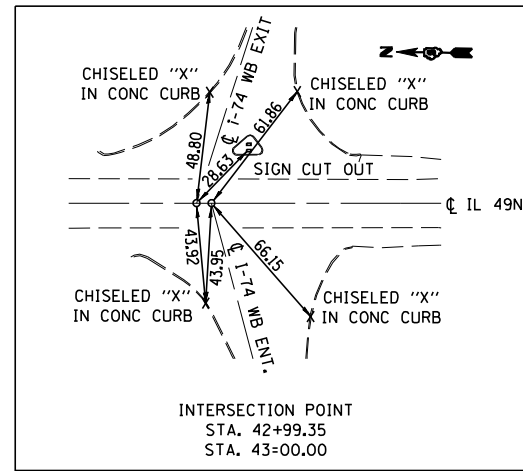 CHISELED "X"
IN CONC CURB
℄ i-74 WB EXIT
N
CHISELED "X"
IN CONC CURB
48.80
28.63
61.86
SIGN CUT OUT
℄ IL 49N
43.92
43.95
66.15
℄ I-74 WB ENT.
CHISELED "X"
IN CONC CURB
CHISELED "X"
IN CONC CURB
INTERSECTION POINT
STA. 42+99.35
STA. 43=00.00